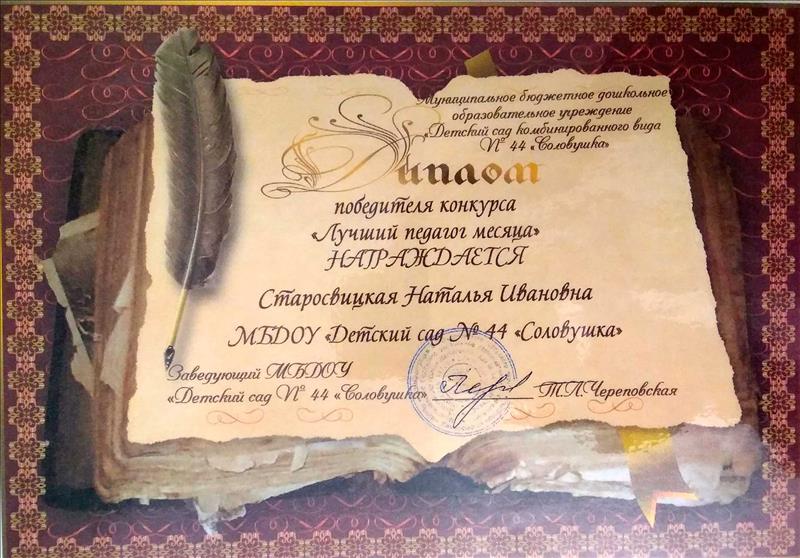 Муниципальное бюджетное дошкольное
образовательное учреждение
«Детский сад комбинированного вида
№ 44 «Соловушка»
Диплом
победителя конкурса
«Лучший педагог месяца»
НАГРАЖДАЕТСЯ
Старосвицкая Наталья Ивановна
МБДОУ «Детский сад № 44 «Соловушка»
Заведующий МБДОУ
«Детский сад № 44 «Соловушка» Т.Л.Череповская